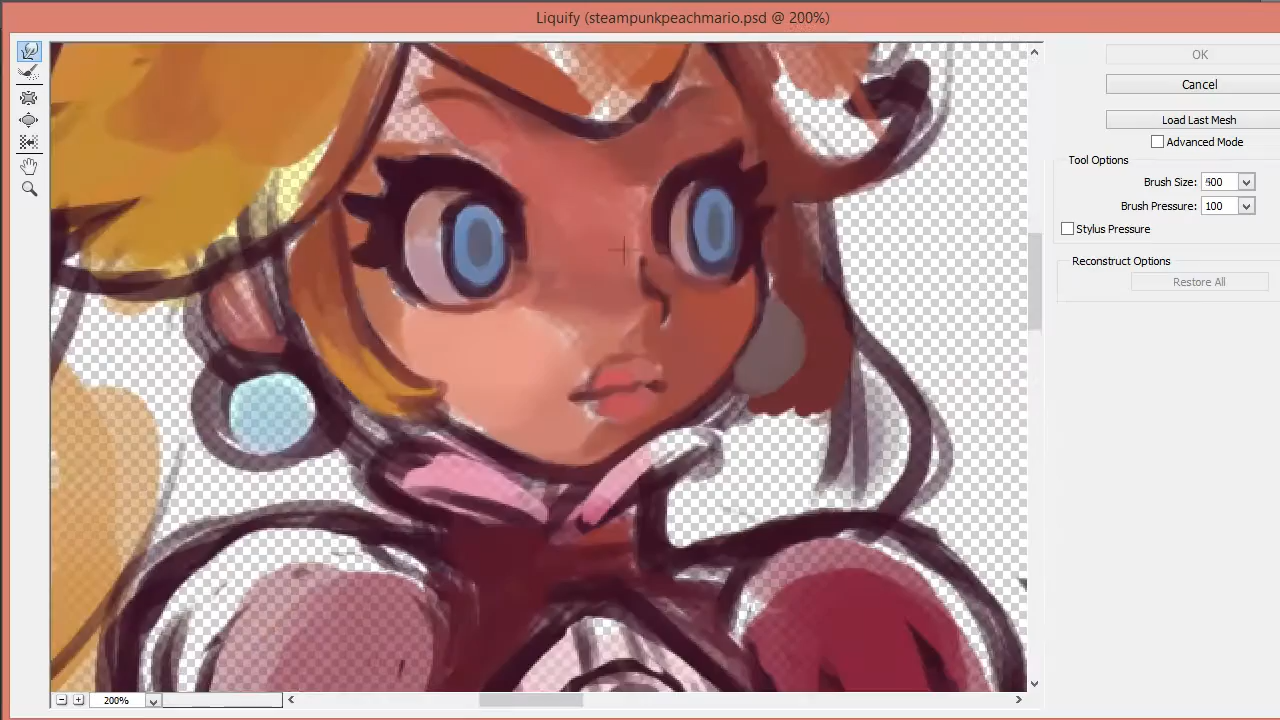 Liquify (steampunkpeachmario.psd @ 200%)
OK
Cancel
Load Last Mesh
Advanced Mode
Tool Options
Brush Size: 600
Brush Pressure: 100
Stylus Pressure
Reconstruct Options
Restore All
200%